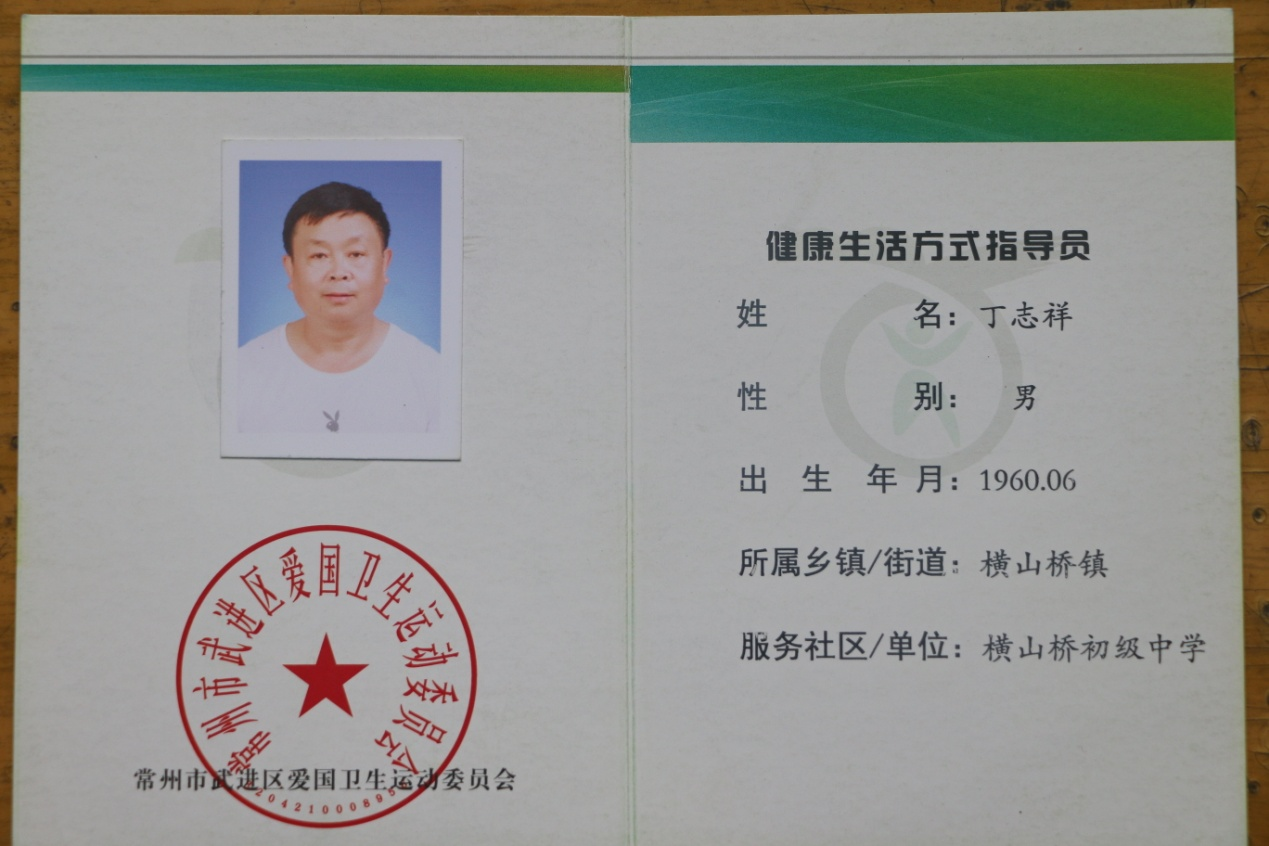 常州市武进区爱国卫生运动委员会
常州市武进区爱国卫生运动委员会
健康生活方式指导员
姓名：丁志祥
性别：男
出生年月：1960.06
所属乡镇/街道：横山桥镇
服务社区/单位：横山桥初级中学